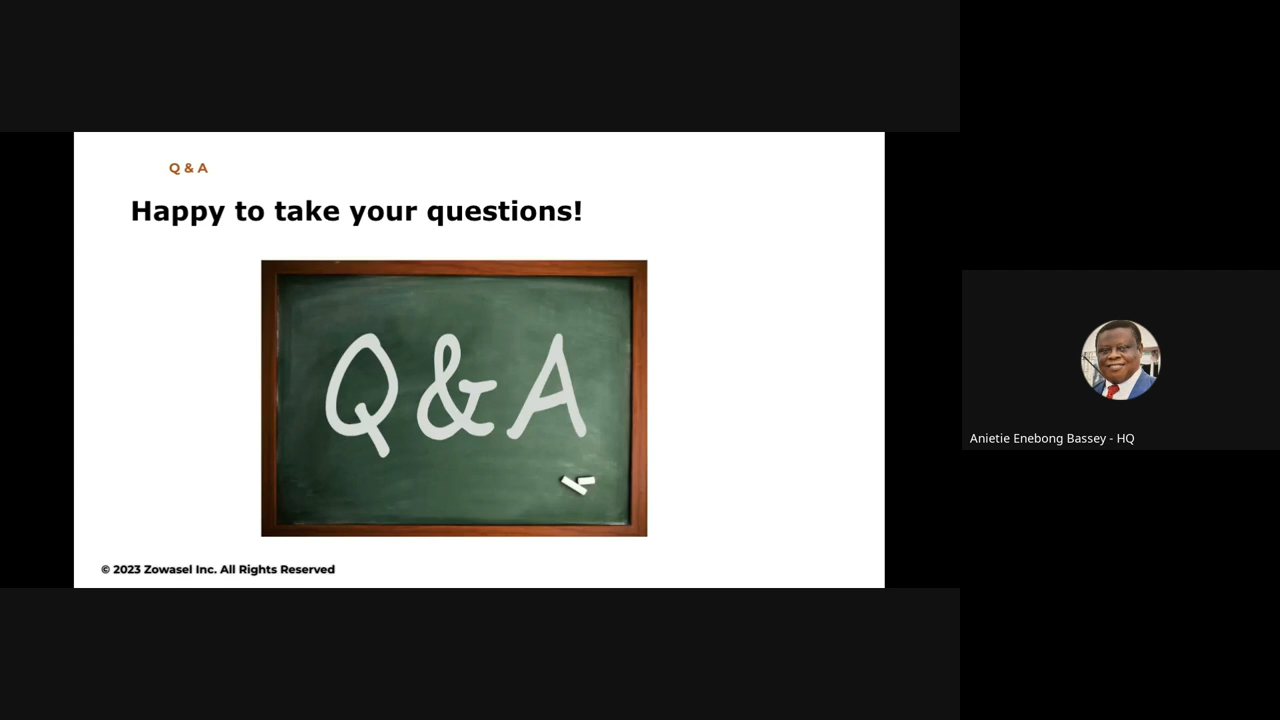 Q & A
Happy to take your questions!
Q & A
© 2023 Zowasel Inc. All Rights Reserved
Anietie Enebong Bassey - HQ